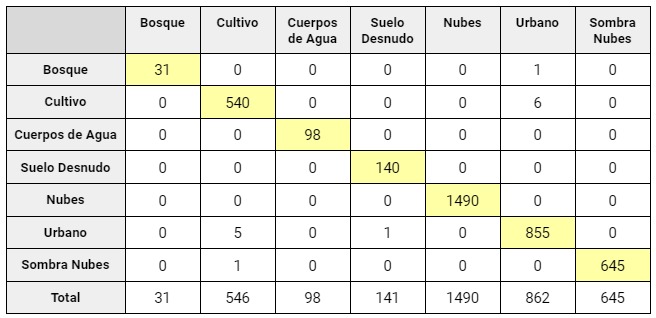 Bosque Cultivo Cuerpos de Agua Suelo Desnudo Nubes Urbano Sombra Nubes
Bosque 31 0 0 0 0 1 0
Cultivo 0 540 0 0 0 6 0
Cuerpos de Agua 0 0 98 0 0 0 0
Suelo Desnudo 0 0 0 140 0 0 0
Nubes 0 0 0 0 1490 0 0
Urbano 0 5 0 1 0 855 0
Sombra Nubes 0 1 0 0 0 0 645
Total 31 546 98 141 1490 862 645